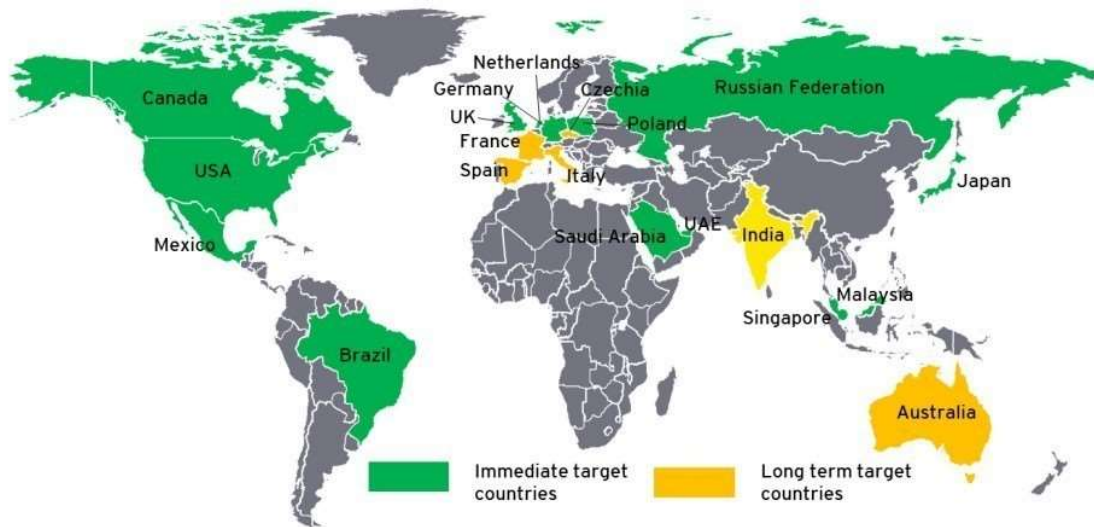 Netherlands
Canada
Germany
Czechia
Russian Federation
UK
Poland
France
USA
Spain
Italy
Japan
Mexico
Saudi Arabia
UAE
India
Malaysia
Singapore
Brazil
Australia
Immediate target
countries
Long term target
countries